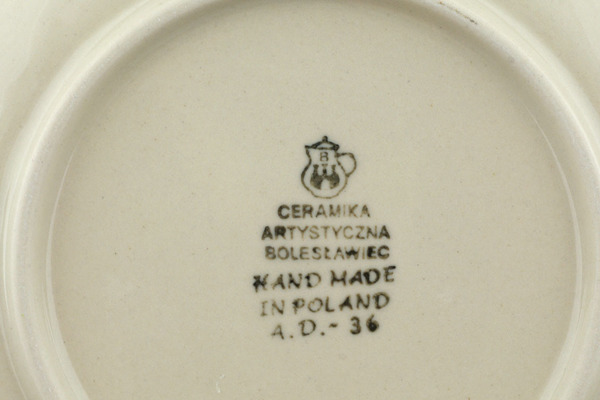 B
CERAMIKA
ARTYSTYCZNA
BOLESŁAWIEC
HAND MADE
IN POLAND
A.D.- 36